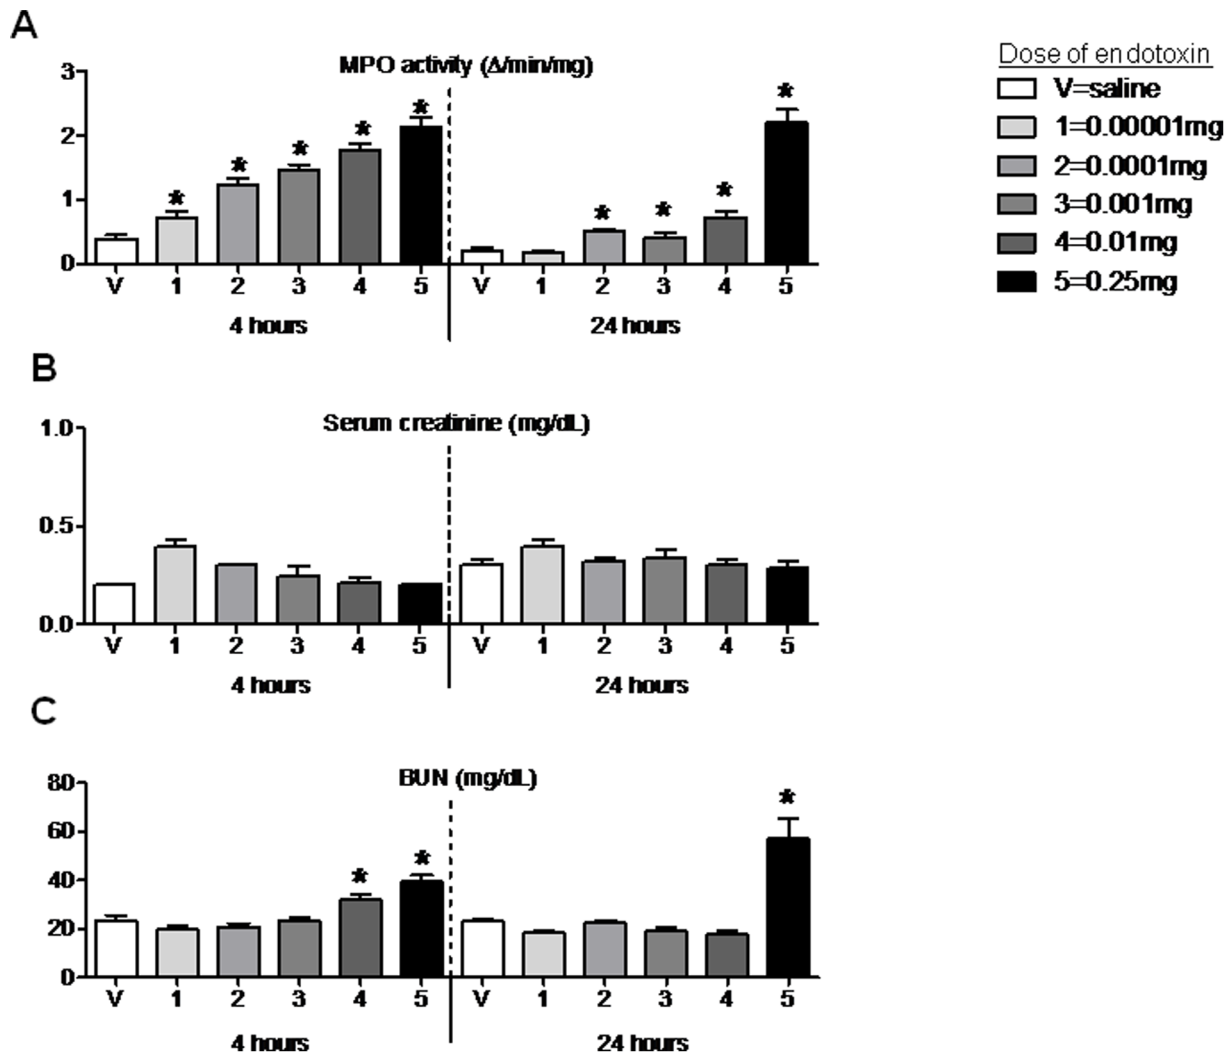 A
MPO activity (Δ/min/mg)
3
2
1
0
* * * * * * * * *
V 1 2 3 4 5 V 1 2 3 4 5
4 hours 24 hours
Dose of endotoxin
V=saline
1=0.00001mg
2=0.0001mg
3=0.001mg
4=0.01mg
5=0.25mg
B
Serum creatinine (mg/dL)
1.0
0.5
0.0
V 1 2 3 4 5 V 1 2 3 4 5
4 hours 24 hours
C
BUN (mg/dL)
80
60
40
20
0
* * *
V 1 2 3 4 5 V 1 2 3 4 5
4 hours 24 hours